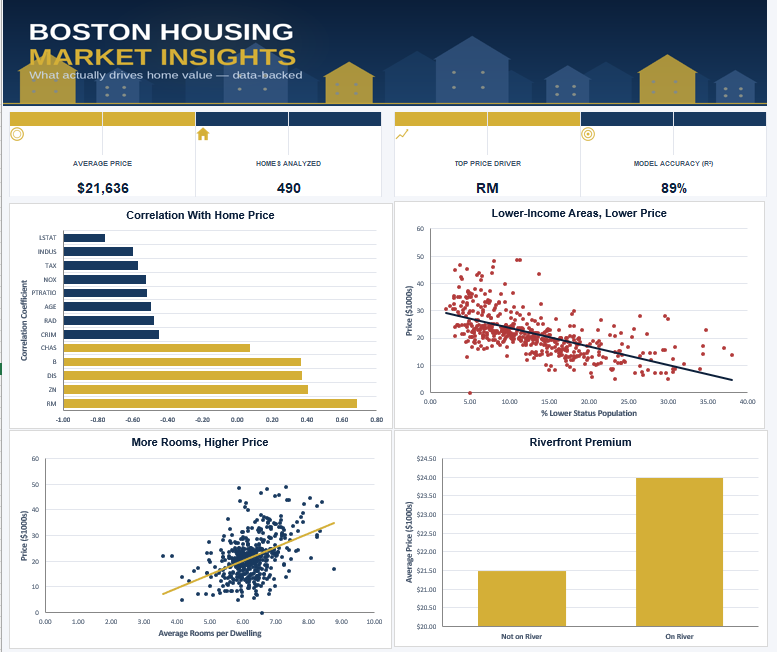 BOSTON HOUSING
MARKET INSIGHTS
What actually drives home value — data-backed
AVERAGE PRICE
$21,636
HOMES ANALYZED
490
TOP PRICE DRIVER
RM
MODEL ACCURACY (R²)
89%
Correlation With Home Price
Correlation Coefficient
LSTAT
INDUS
TAX
NOX
PTRATIO
AGE
RAD
CRIM
CHAS
B
DIS
ZN
RM
-1.00 -0.80 -0.60 -0.40 -0.20 0.00 0.20 0.40 0.60 0.80
Lower-Income Areas, Lower Price
Price ($1000s)
60
50
40
30
20
10
0
0.00 5.00 10.00 15.00 20.00 25.00 30.00 35.00 40.00
% Lower Status Population
More Rooms, Higher Price
Price ($1000s)
60
50
40
30
20
10
0
0.00 1.00 2.00 3.00 4.00 5.00 6.00 7.00 8.00 9.00 10.00
Average Rooms per Dwelling
Riverfront Premium
Average Price ($1000s)
$24.50
$24.00
$23.50
$23.00
$22.50
$22.00
$21.50
$21.00
$20.50
$20.00
Not on River On River